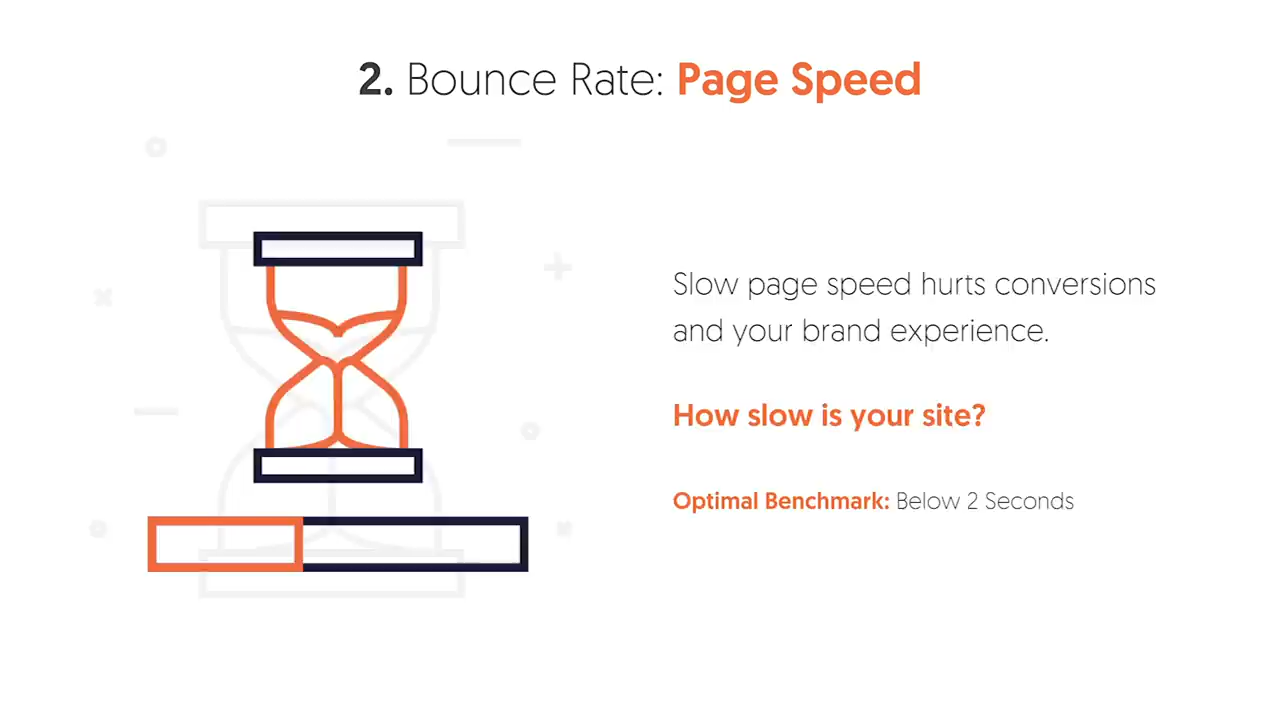 2. Bounce Rate: Page Speed
Slow page speed hurts conversions
and your brand experience.
How slow is your site?
Optimal Benchmark: Below 2 Seconds